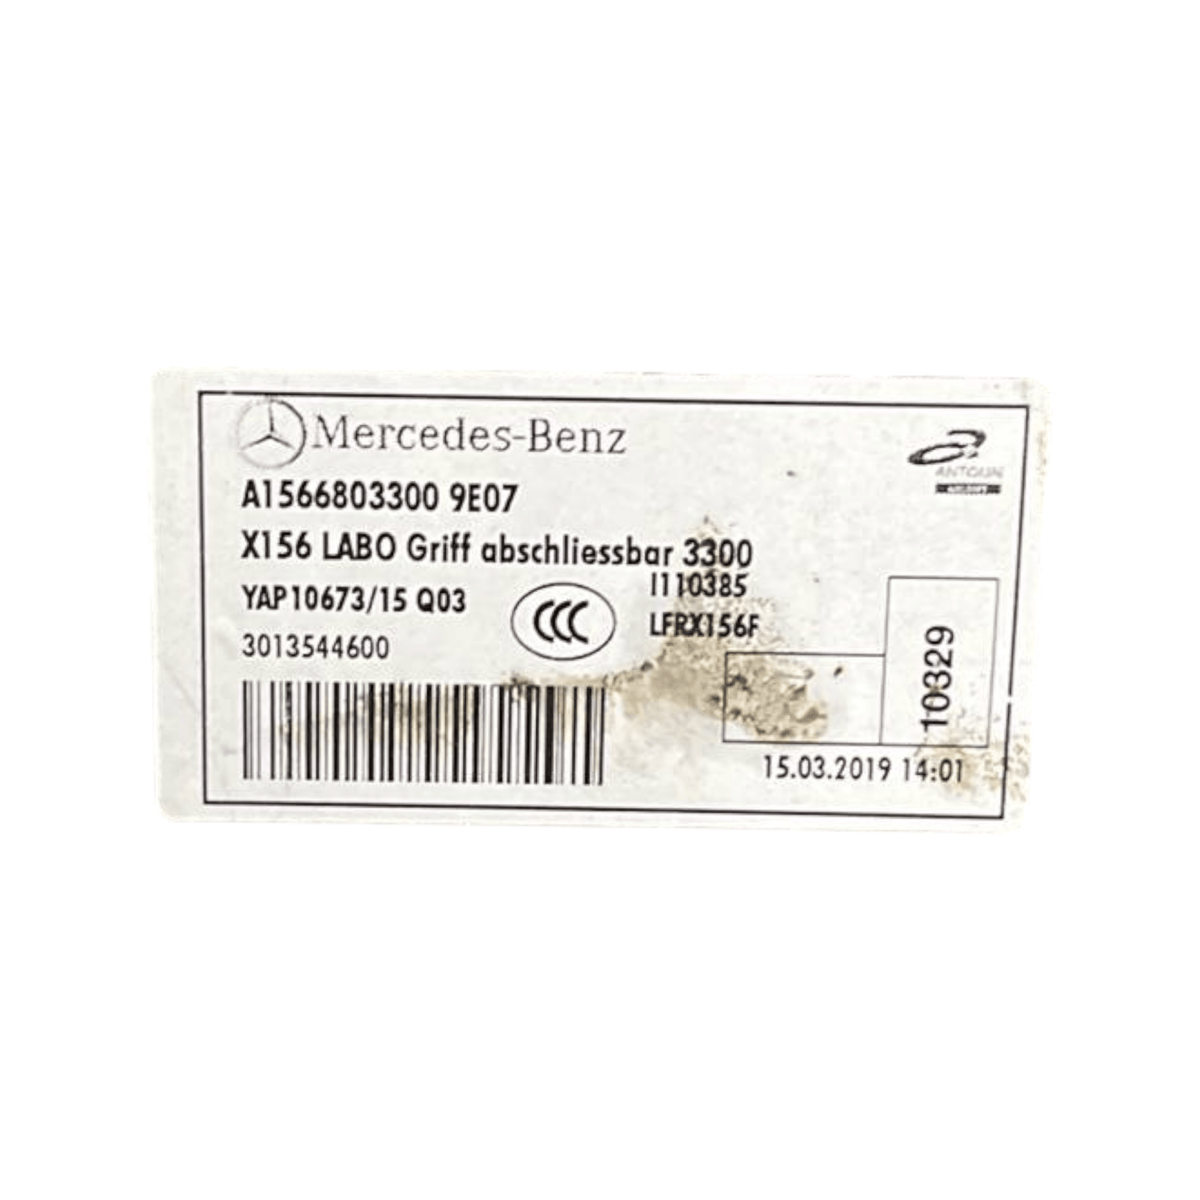 Mercedes-Benz
ANTOLIN
A1566803300 9E07
X156 LABO Griff abschliessbar 3300
I110385
YAP10673/15 Q03
CCC
LFRX156F
3013544600
10329
15.03.2019 14:01